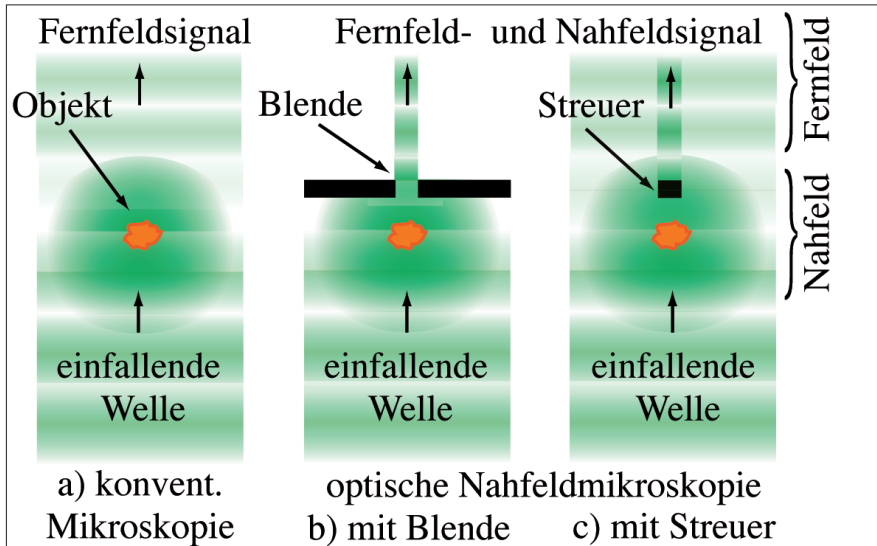 Fernfeldsignal
Fernfeld- und Nahfeldsignal
Objekt
Blende
Streuer
Fernfeld
Nahfeld
einfallende
Welle
einfallende
Welle
einfallende
Welle
a) konvent.
Mikroskopie
optische Nahfeldmikroskopie
b) mit Blende
c) mit Streuer